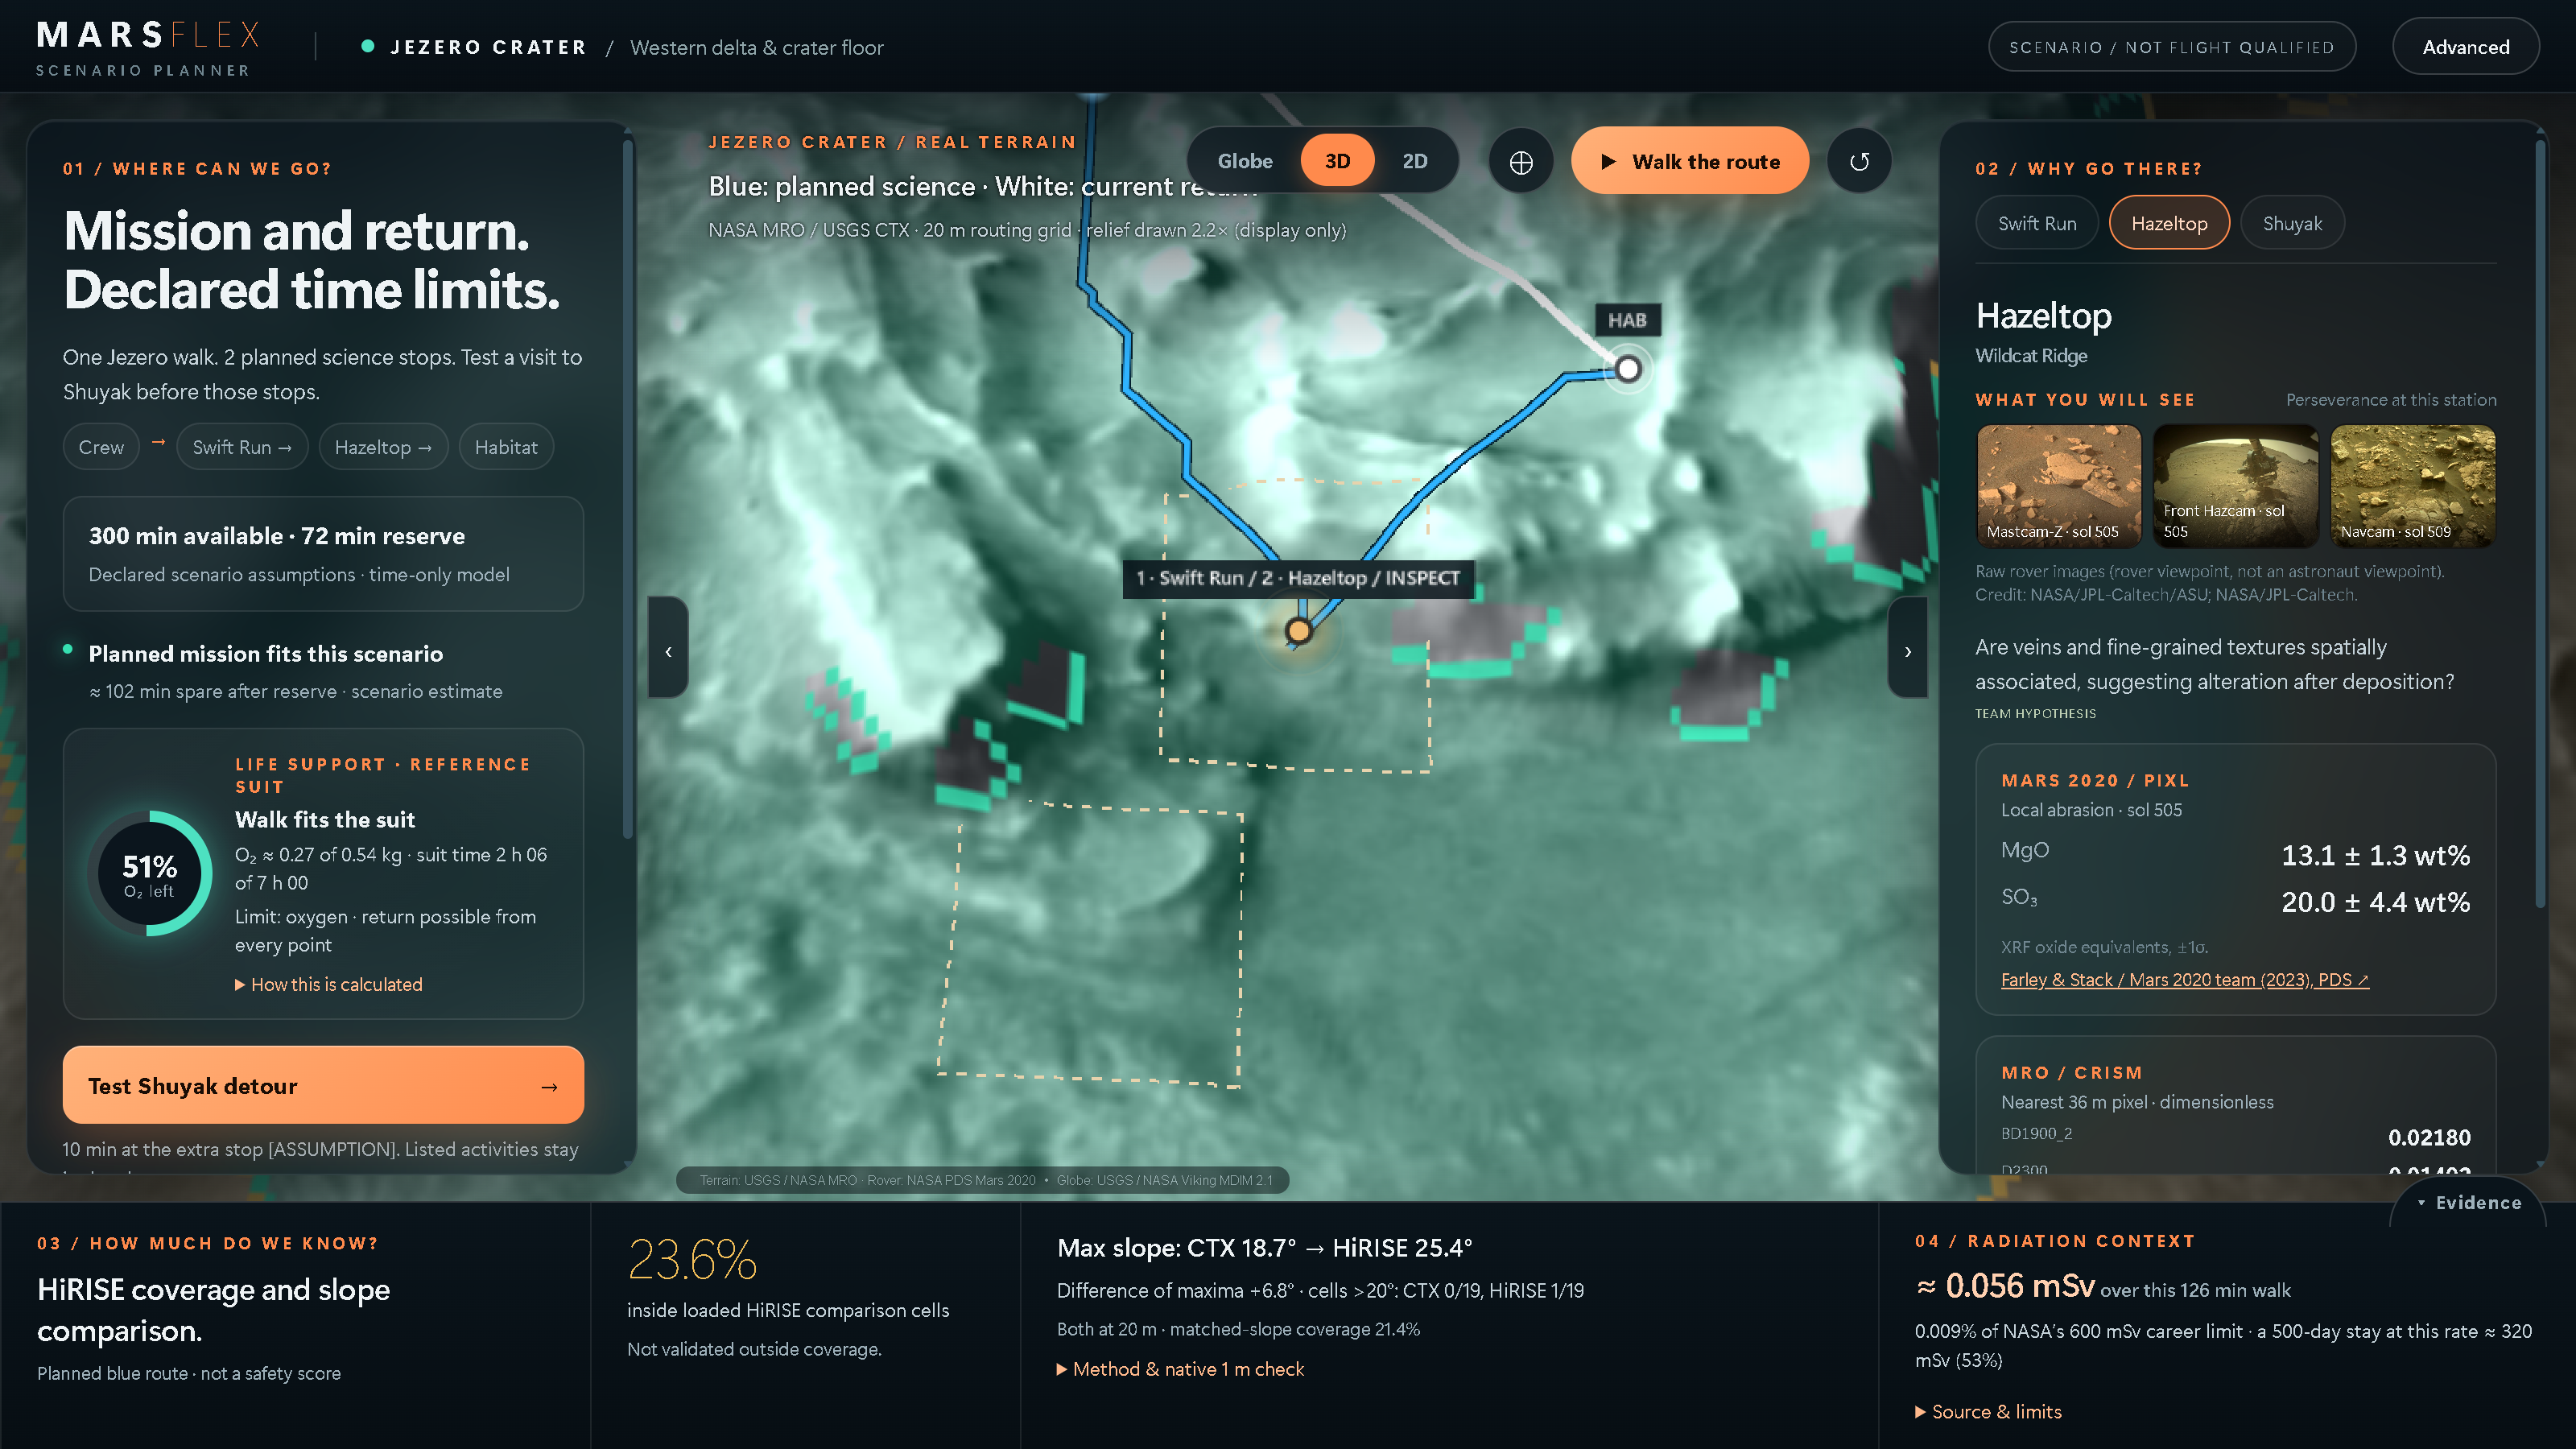 MARSFLEX
SCENARIO PLANNER
JEZERO CRATER / Western delta & crater floor
SCENARIO / NOT FLIGHT QUALIFIED
Advanced
01 / WHERE CAN WE GO?
Mission and return.
Declared time limits.
One Jezero walk. 2 planned science stops. Test a visit to
Shuyak before those stops.
Crew → Swift Run → Hazeltop → Habitat
300 min available · 72 min reserve
Declared scenario assumptions · time-only model
Planned mission fits this scenario
≈ 102 min spare after reserve · scenario estimate
LIFE SUPPORT · REFERENCE
SUIT
Walk fits the suit
51%
O₂ left
O₂ ≈ 0.27 of 0.54 kg · suit time 2 h 06
of 7 h 00
Limit: oxygen · return possible from
every point
▶ How this is calculated
Test Shuyak detour →
10 min at the extra stop [ASSUMPTION]. Listed activities stay
JEZERO CRATER / REAL TERRAIN
Blue: planned science · White: current
NASA MRO / USGS CTX · 20 m routing grid · relief drawn 2.2× (display only)
Globe 3D 2D
▶ Walk the route
↺
HAB
1 · Swift Run / 2 · Hazeltop / INSPECT
‹
›
Terrain: USGS / NASA MRO · Rover: NASA PDS Mars 2020 • Globe: USGS / NASA Viking MDIM 2.1
02 / WHY GO THERE?
Swift Run Hazeltop Shuyak
Hazeltop
Wildcat Ridge
WHAT YOU WILL SEE Perseverance at this station
Mastcam-Z · sol 505
Front Hazcam · sol
505
Navcam · sol 509
Raw rover images (rover viewpoint, not an astronaut viewpoint).
Credit: NASA/JPL-Caltech/ASU; NASA/JPL-Caltech.
Are veins and fine-grained textures spatially
associated, suggesting alteration after deposition?
TEAM HYPOTHESIS
MARS 2020 / PIXL
Local abrasion · sol 505
MgO 13.1 ± 1.3 wt%
SO₃ 20.0 ± 4.4 wt%
XRF oxide equivalents, ±1σ.
Farley & Stack / Mars 2020 team (2023), PDS ↗
MRO / CRISM
Nearest 36 m pixel · dimensionless
BD1900_2 0.02180
D2300
▾ Evidence
03 / HOW MUCH DO WE KNOW?
HiRISE coverage and slope
comparison.
Planned blue route · not a safety score
23.6%
inside loaded HiRISE comparison cells
Not validated outside coverage.
Max slope: CTX 18.7° → HiRISE 25.4°
Difference of maxima +6.8° · cells >20°: CTX 0/19, HiRISE 1/19
Both at 20 m · matched-slope coverage 21.4%
▶ Method & native 1 m check
04 / RADIATION CONTEXT
≈ 0.056 mSv over this 126 min walk
0.009% of NASA's 600 mSv career limit · a 500-day stay at this rate ≈ 320
mSv (53%)
▶ Source & limits